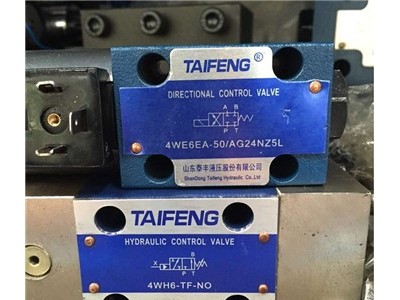 TAIFENG
DIRECTIONAL CONTROL VALVE
A B
P T
4WE6EA-50/AG24NZ5L
山东泰丰液压股份有限公司
ShanDong Taifeng Hydraulic Co.,Ltd
TAIFENG
HYDRAULIC CONTROL VALVE
P T
4WH6-TF-NO